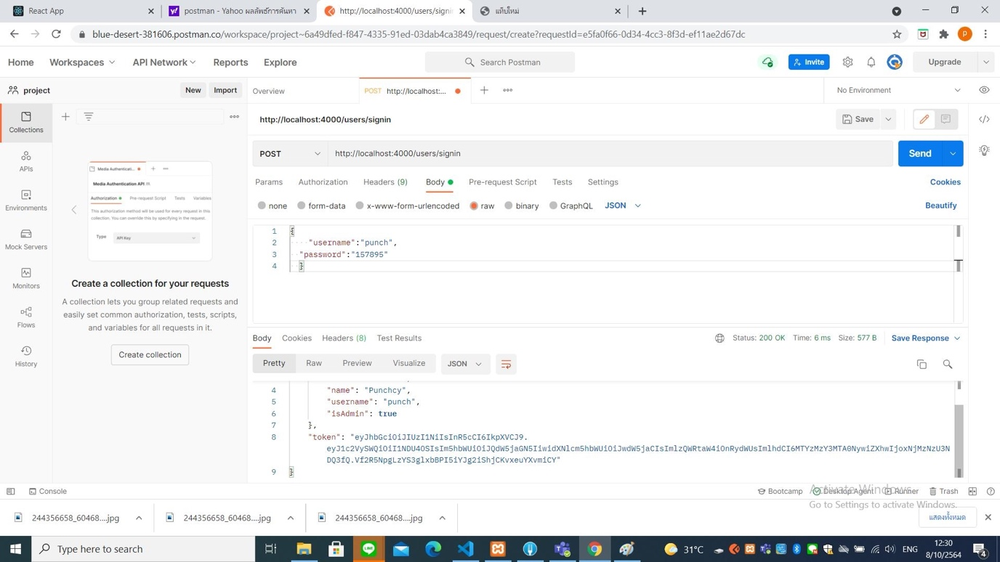 React App
postman - Yahoo ผลลัพธ์การค้นหา
http://localhost:4000/users/signin
แท็บใหม่
blue-desert-381606.postman.co/workspace/project~6a49dfed-f847-4335-91ed-03dab4ca3849/request/create?requestId=e5fa0f66-0d34-4cc3-8f3d-ef11ae2d67dc
P
Home Workspaces API Network Reports Explore
Search Postman
Invite
Upgrade
project
New Import
Overview
POST http://localhost:...
No Environment
Collections
APIs
Environments
Mock Servers
Monitors
Flows
History
http://localhost:4000/users/signin
Save
POST http://localhost:4000/users/signin
Send
Params Authorization Headers (9) Body Pre-request Script Tests Settings
Cookies
none form-data x-www-form-urlencoded raw binary GraphQL JSON
Beautify
1 {
2 "username":"punch",
3 "password":"157895"
4 }
Media Authenticati...
Media Authentication API
Authorization Pre-request Script Tests Variables
This authorization method will be used for every request in this
collection. You can override this by specifying in the request.
Type API Key
Create a collection for your requests
A collection lets you group related requests and
easily set common authorization, tests, scripts,
and variables for all requests in it.
Create collection
Body Cookies Headers (8) Test Results
Status: 200 OK Time: 6 ms Size: 577 B Save Response
Pretty Raw Preview Visualize JSON
4 "name": "Punchcy",
5 "username": "punch",
6 "isAdmin": true
7 },
8 "token": "eyJhbGciOiJIUzI1NiIsInR5cCI6IkpXVCJ9.
eyJ1c2VySWQiOiI1NDU4OSIsIm5hbWUiOiJQdW5jaGN5IiwidXNlcm5hbWUiOiJwdW5jaCIsImlzQWRtaW4iOnRydWUsImlhdCI6MTYzMzY3MTA0NywiZXhwIjoxNjMzNzU3N
DQ3fQ.Vf2R5NpgLzYS3glxbBPI5iYJg2iShjCKvxeuYXvmiCY"
9 }
Console
Bootcamp Desktop Agent Runner Trash
Activate Windows
Go to Settings to activate Windows.
244356658_60468....jpg
244356658_60468....jpg
244356658_60468....jpg
แสดงทั้งหมด
Type here to search
31°C
ENG
12:30
8/10/2564
4